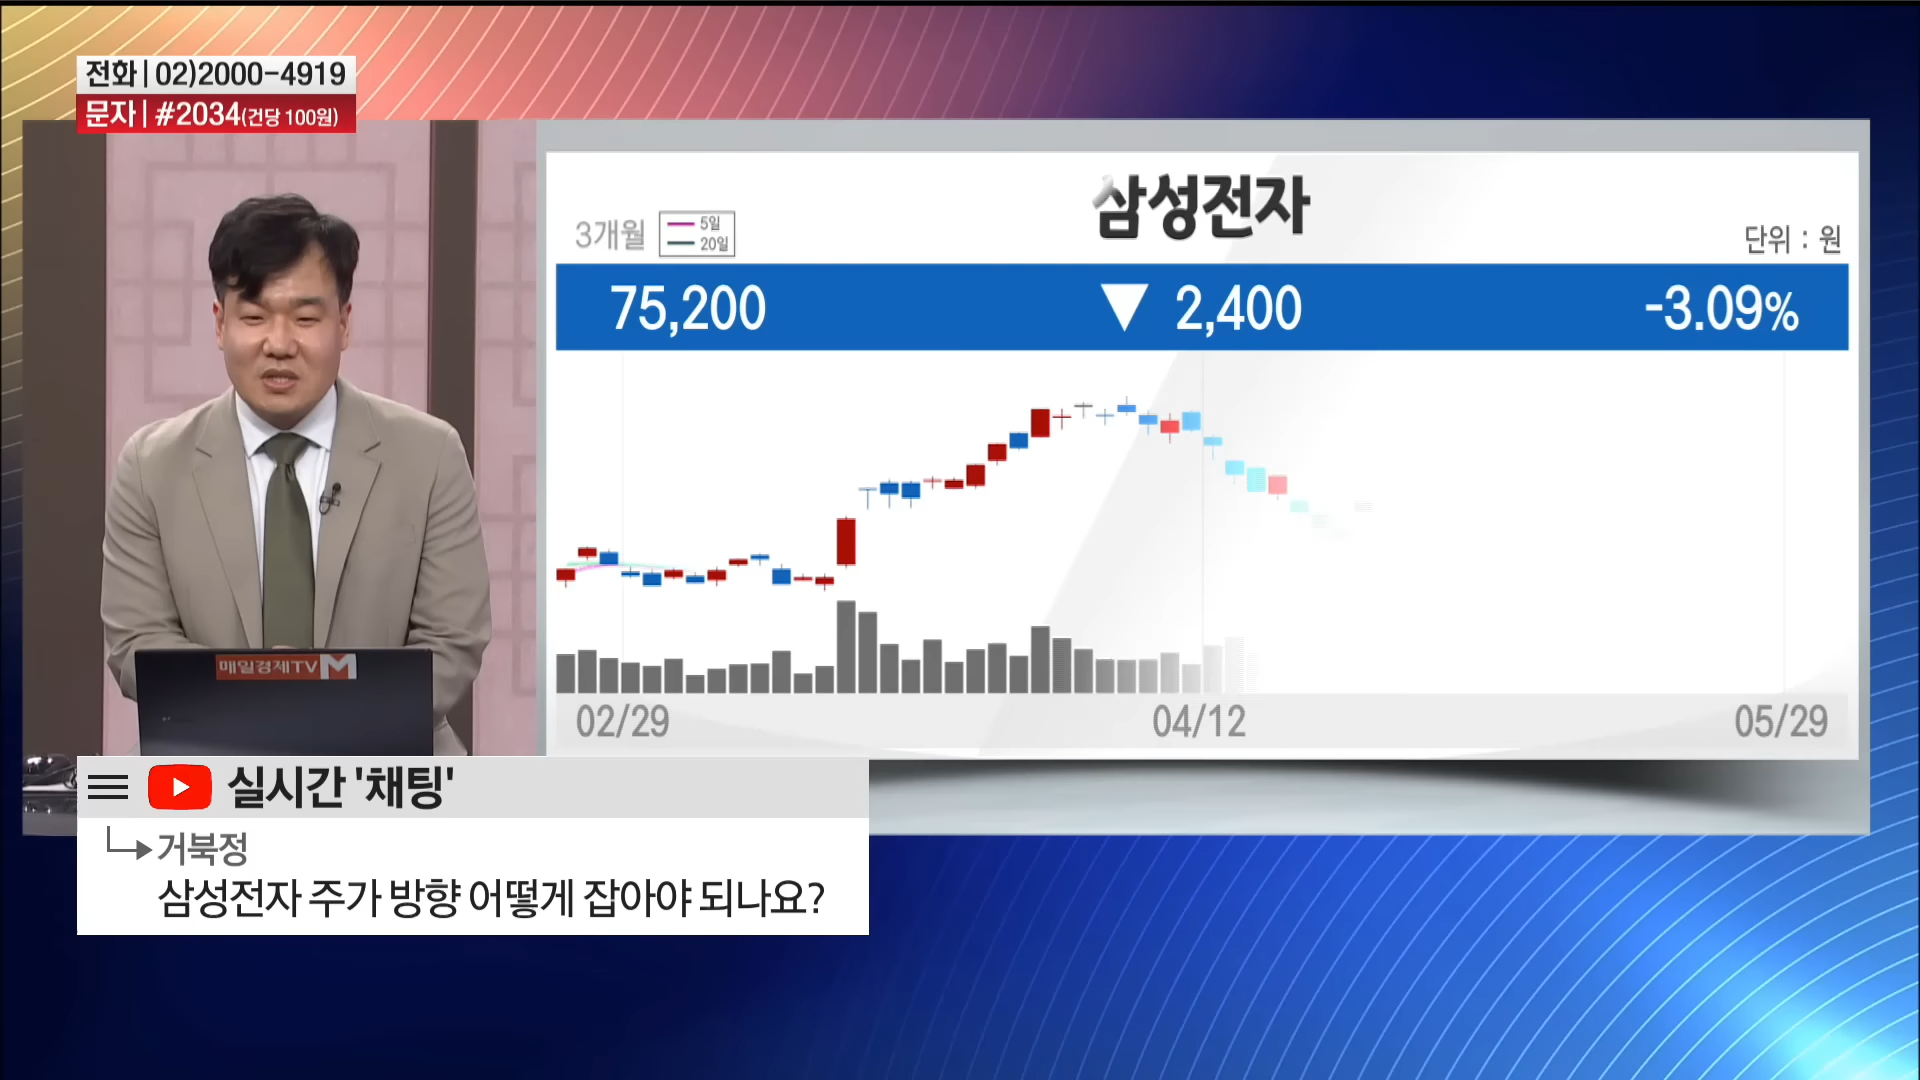 전화 | 02)2000-4919
문자 | #2034(건당 100원)
삼성전자
3개월
5일
20일
단위 : 원
75,200 ▼ 2,400 -3.09%
02/29 04/12 05/29
매일경제TV M
실시간 '채팅'
거북정
삼성전자 주가 방향 어떻게 잡아야 되나요?